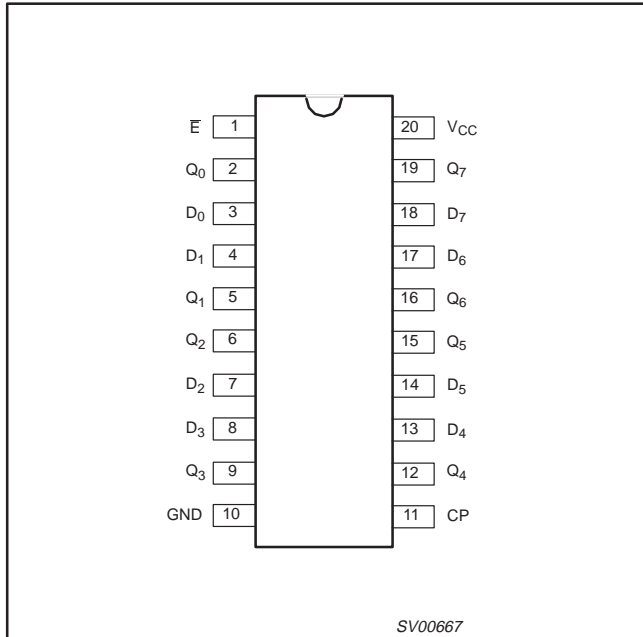 E̅ 1 20 VCC
Q0 2 19 Q7
D0 3 18 D7
D1 4 17 D6
Q1 5 16 Q6
Q2 6 15 Q5
D2 7 14 D5
D3 8 13 D4
Q3 9 12 Q4
GND 10 11 CP
SV00667